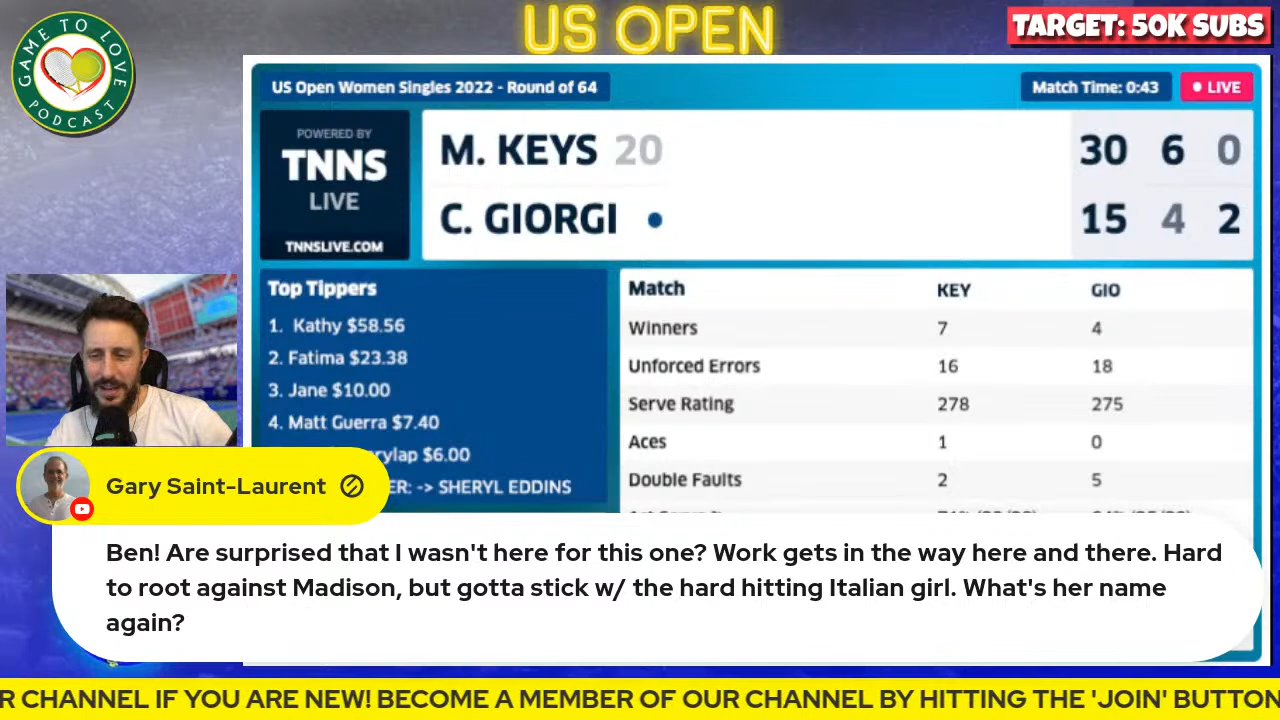 GAME TO LOVE
PODCAST
US OPEN
TARGET: 50K SUBS
US Open Women Singles 2022 - Round of 64
Match Time: 0:43
LIVE
POWERED BY
TNNS
LIVE
TNNSLIVE.COM
M. KEYS 20 30 6 0
C. GIORGI 15 4 2
Top Tippers
1. Kathy $58.56
2. Fatima $23.38
3. Jane $10.00
4. Matt Guerra $7.40
$6.00
-> SHERYL EDDINS
Match KEY GIO
Winners 7 4
Unforced Errors 16 18
Serve Rating 278 275
Aces 1 0
Double Faults 2 5
Gary Saint-Laurent
Ben! Are surprised that I wasn't here for this one? Work gets in the way here and there. Hard
to root against Madison, but gotta stick w/ the hard hitting Italian girl. What's her name
again?
R CHANNEL IF YOU ARE NEW! BECOME A MEMBER OF OUR CHANNEL BY HITTING THE 'JOIN' BUTTON